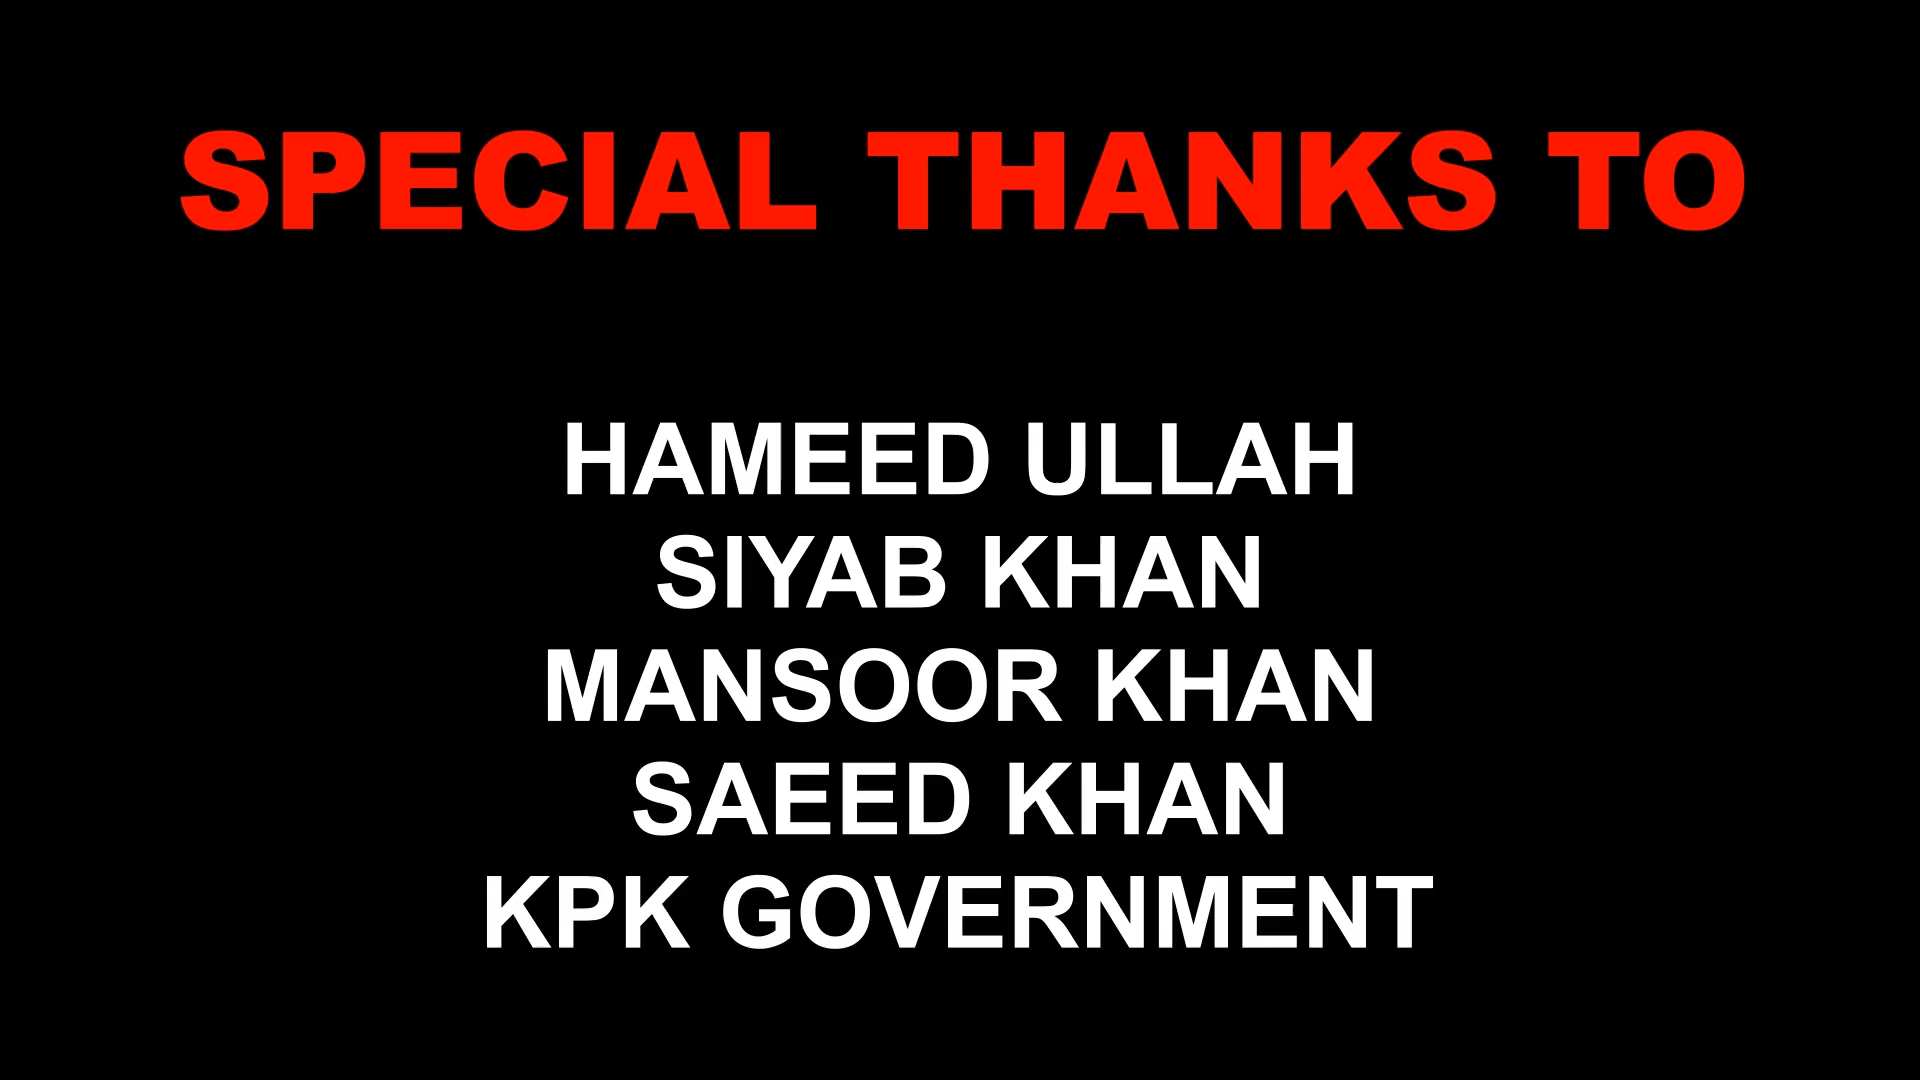 SPECIAL THANKS TO
HAMEED ULLAH
SIYAB KHAN
MANSOOR KHAN
SAEED KHAN
KPK GOVERNMENT